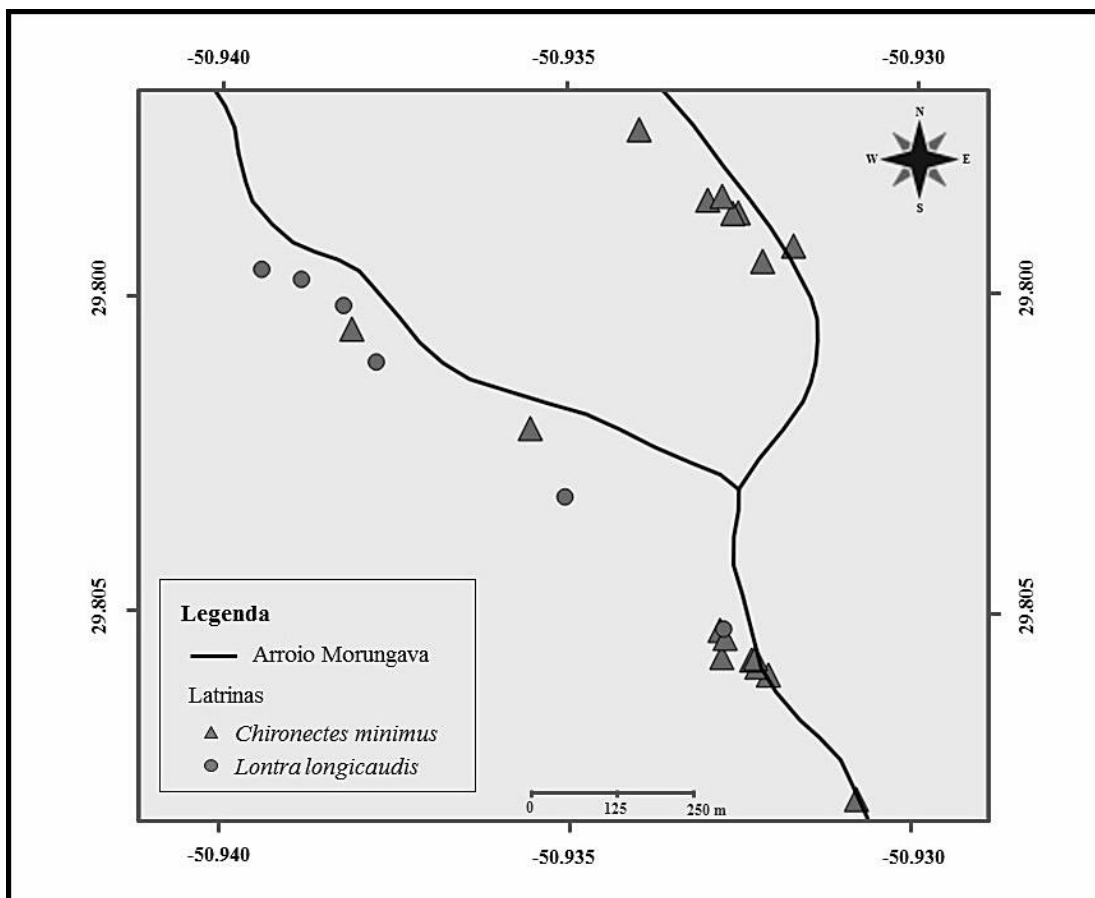 -50.940 -50.935 -50.930
N
W E
S
29.800 29.800
29.805 29.805
Legenda
Arroio Morungava
Latrinas
Chironectes minimus
Lontra longicaudis
0 125 250 m
-50.940 -50.935 -50.930